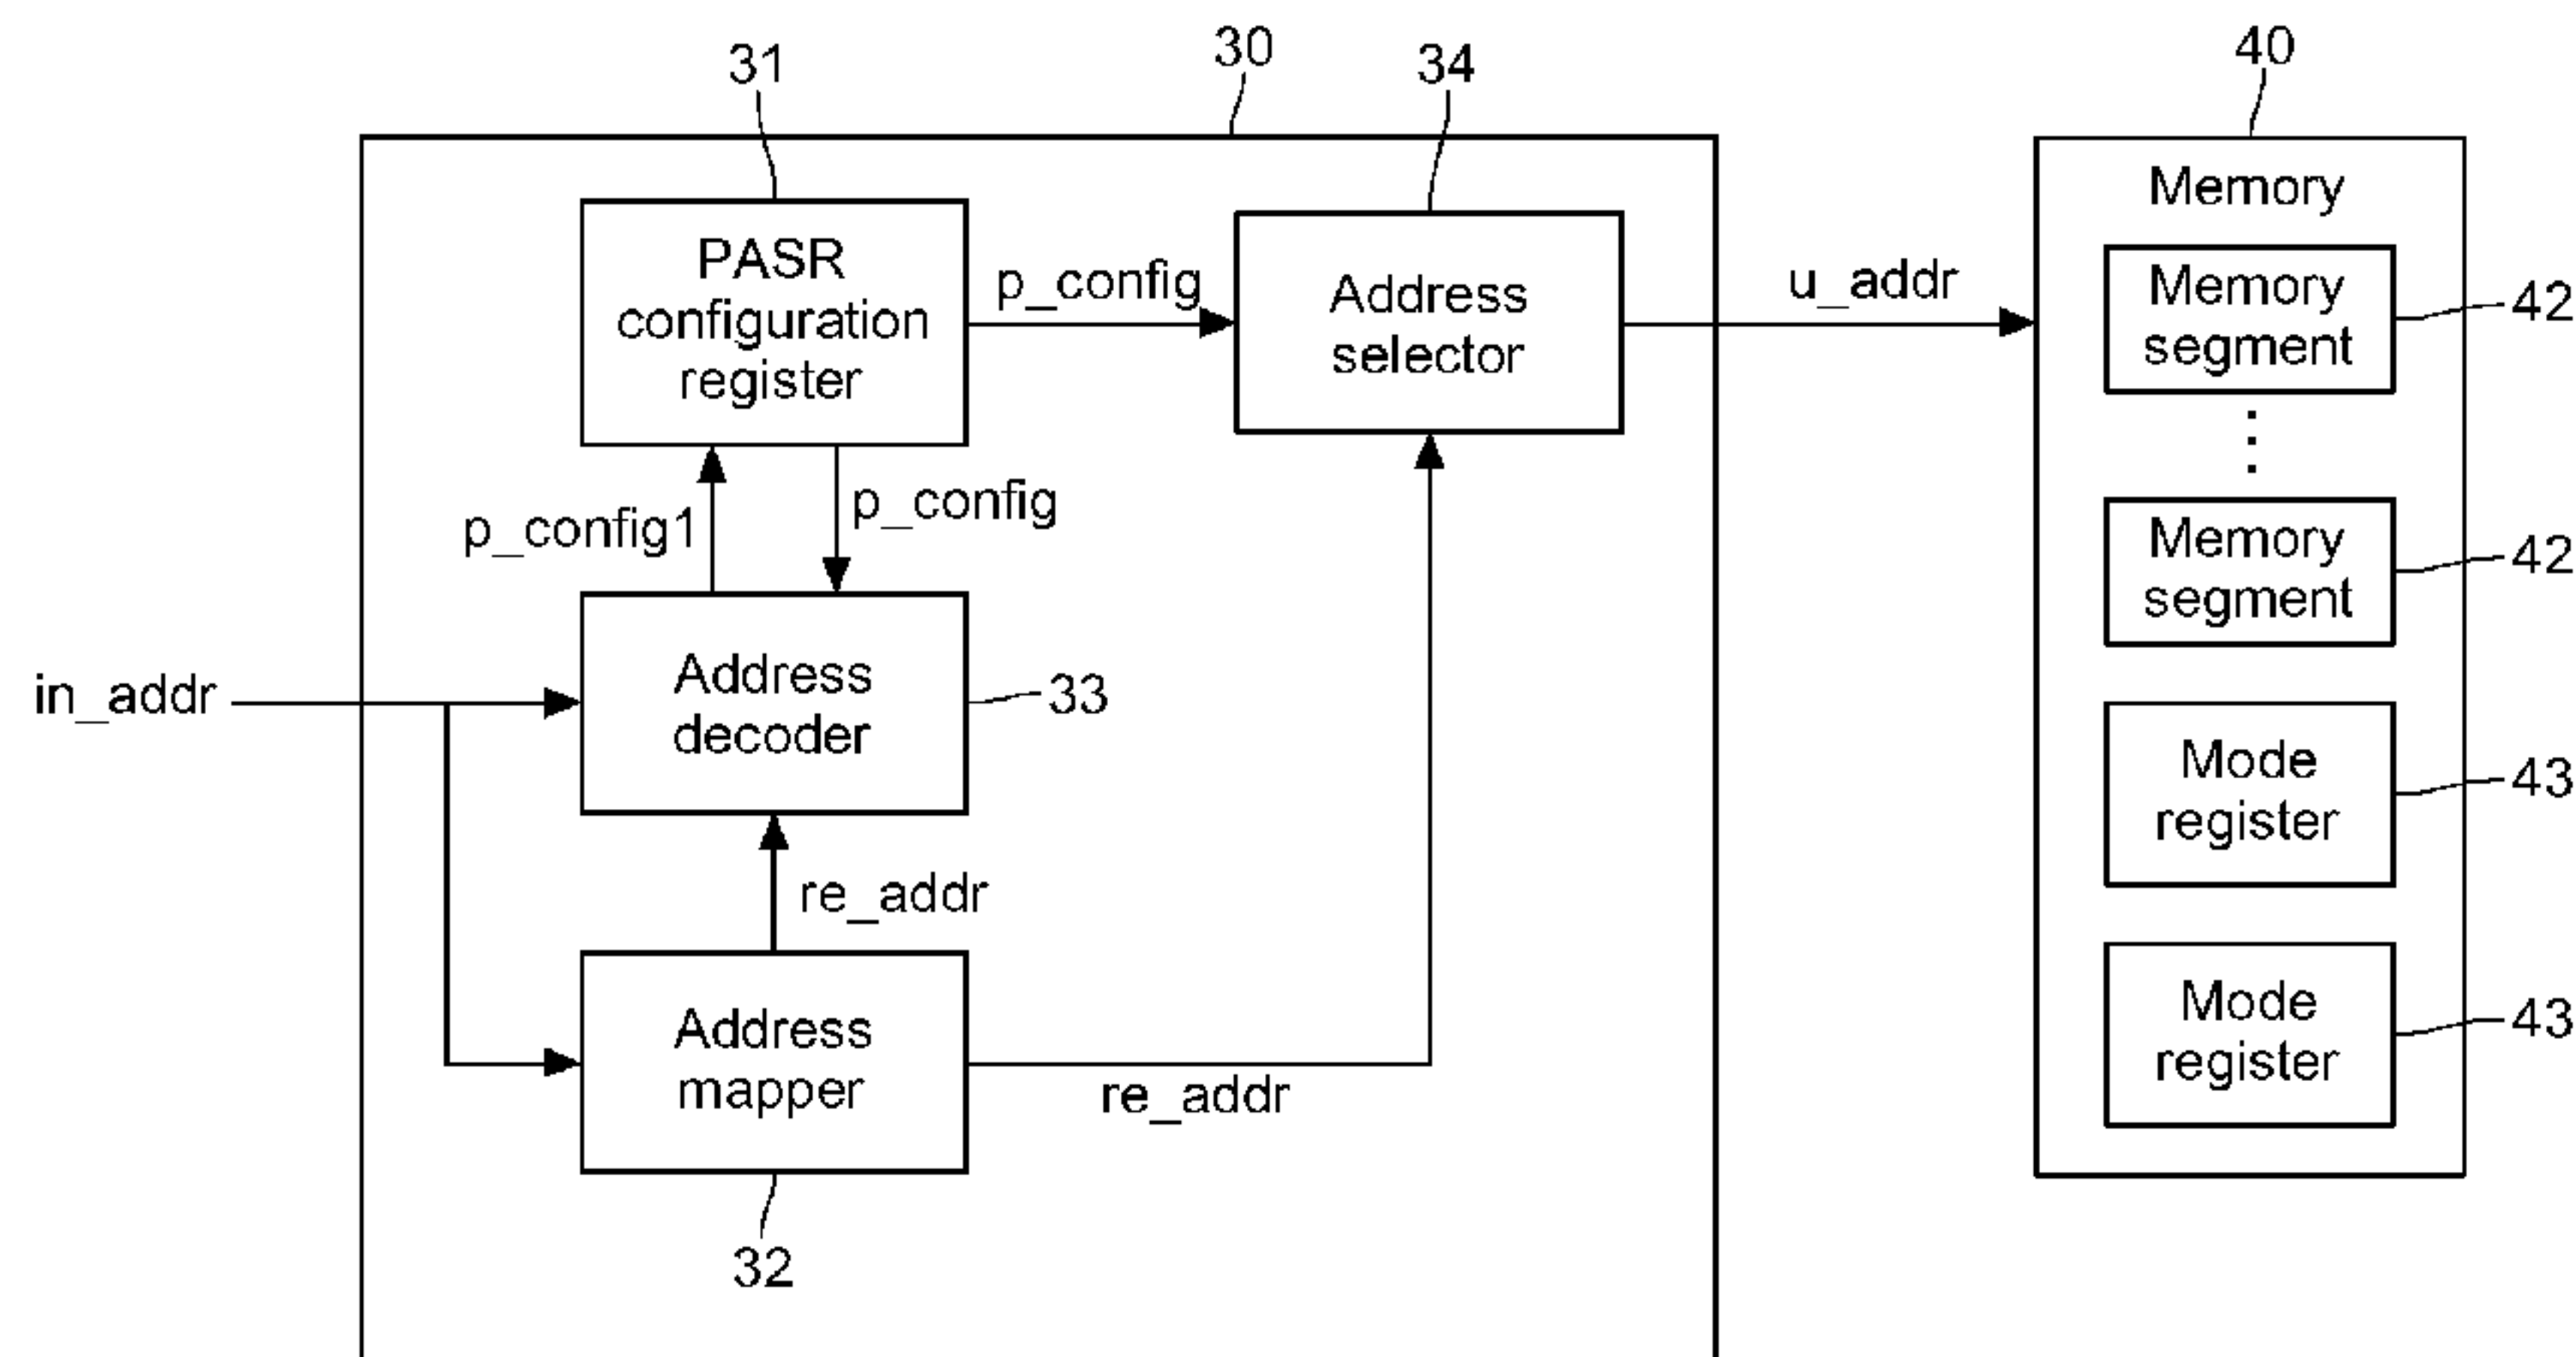 31
30
34
40
PASR
configuration
register
p_config
Address
selector
u_addr
Memory
Memory
segment
42
Memory
segment
42
p_config1
p_config
in_addr
Address
decoder
33
Mode
register
43
re_addr
Address
mapper
re_addr
Mode
register
43
32